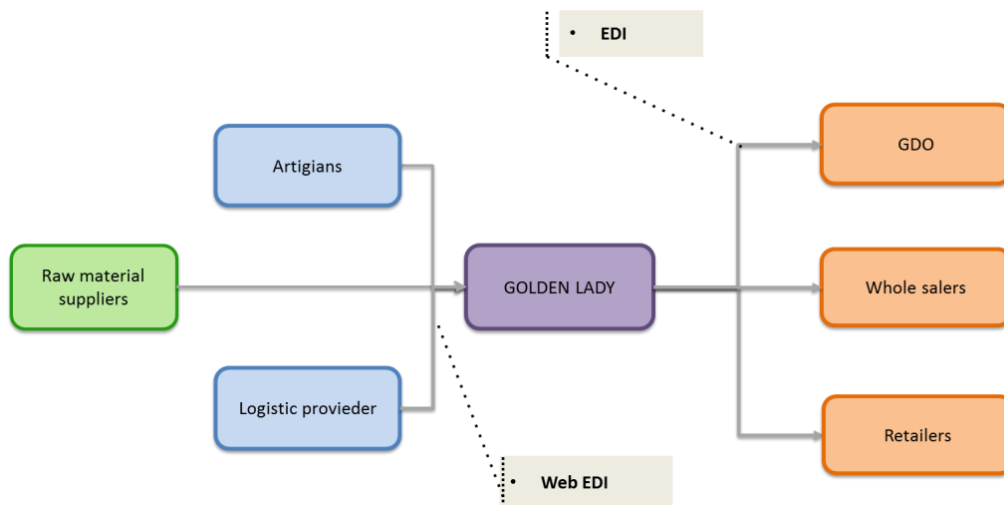 • EDI
GDO
Artigians
Raw material
suppliers
GOLDEN LADY
Whole salers
Logistic provieder
Retailers
• Web EDI